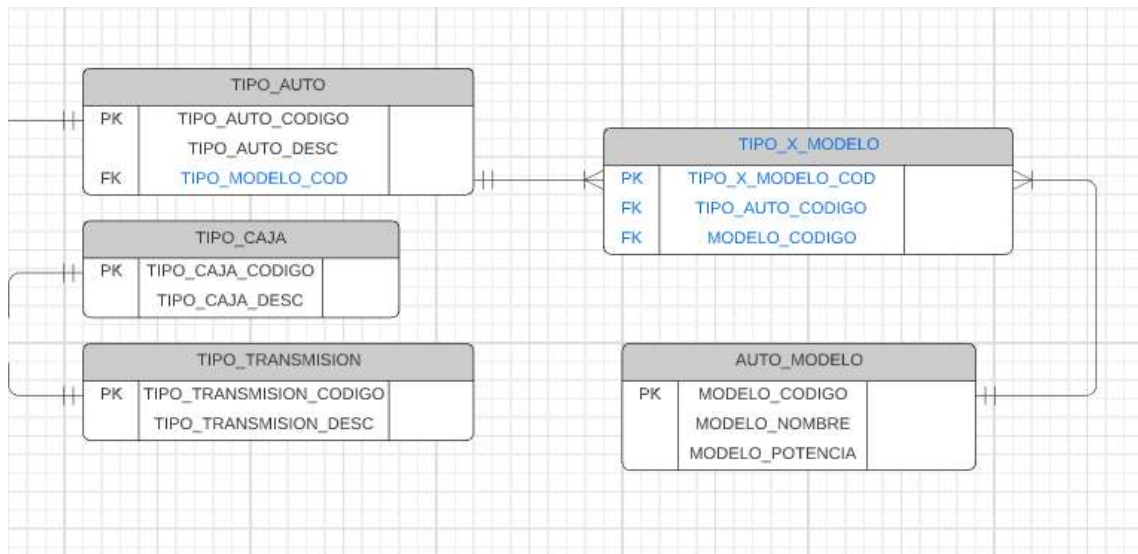 TIPO_AUTO
PK TIPO_AUTO_CODIGO
TIPO_AUTO_DESC
FK TIPO_MODELO_COD
TIPO_CAJA
PK TIPO_CAJA_CODIGO
TIPO_CAJA_DESC
TIPO_TRANSMISION
PK TIPO_TRANSMISION_CODIGO
TIPO_TRANSMISION_DESC
TIPO_X_MODELO
PK TIPO_X_MODELO_COD
FK TIPO_AUTO_CODIGO
FK MODELO_CODIGO
AUTO_MODELO
PK MODELO_CODIGO
MODELO_NOMBRE
MODELO_POTENCIA